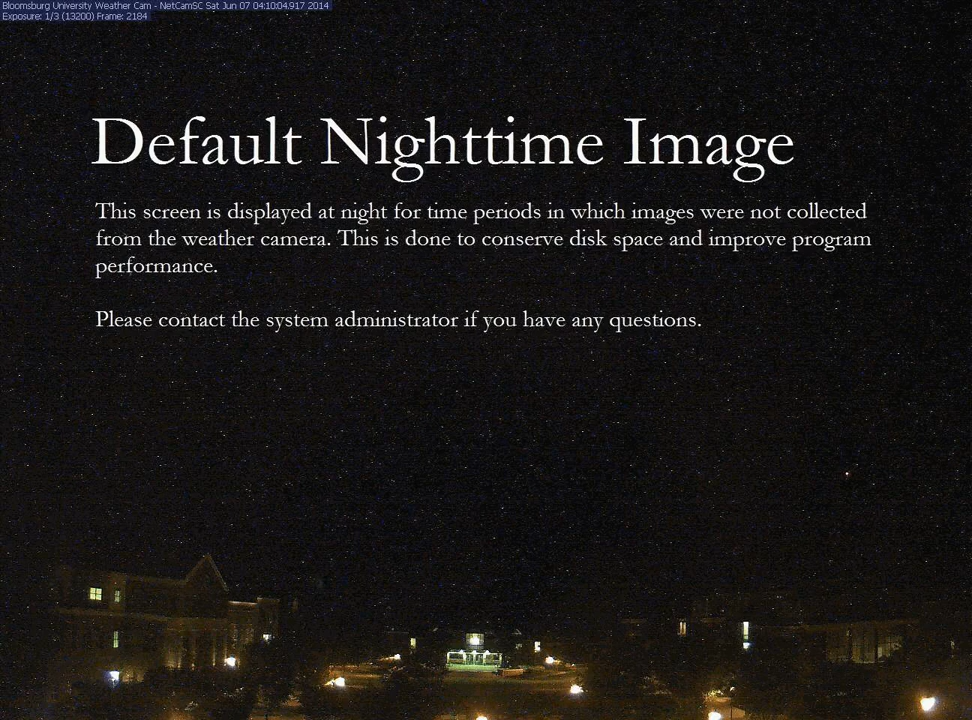 Bloomsburg University Weather Cam - NetCamSC Sat Jun 07 04:10:04.917 2014
Exposure: 1/3 (13200) Frame: 2184
Default Nighttime Image
This screen is displayed at night for time periods in which images were not collected
from the weather camera. This is done to conserve disk space and improve program
performance.
Please contact the system administrator if you have any questions.